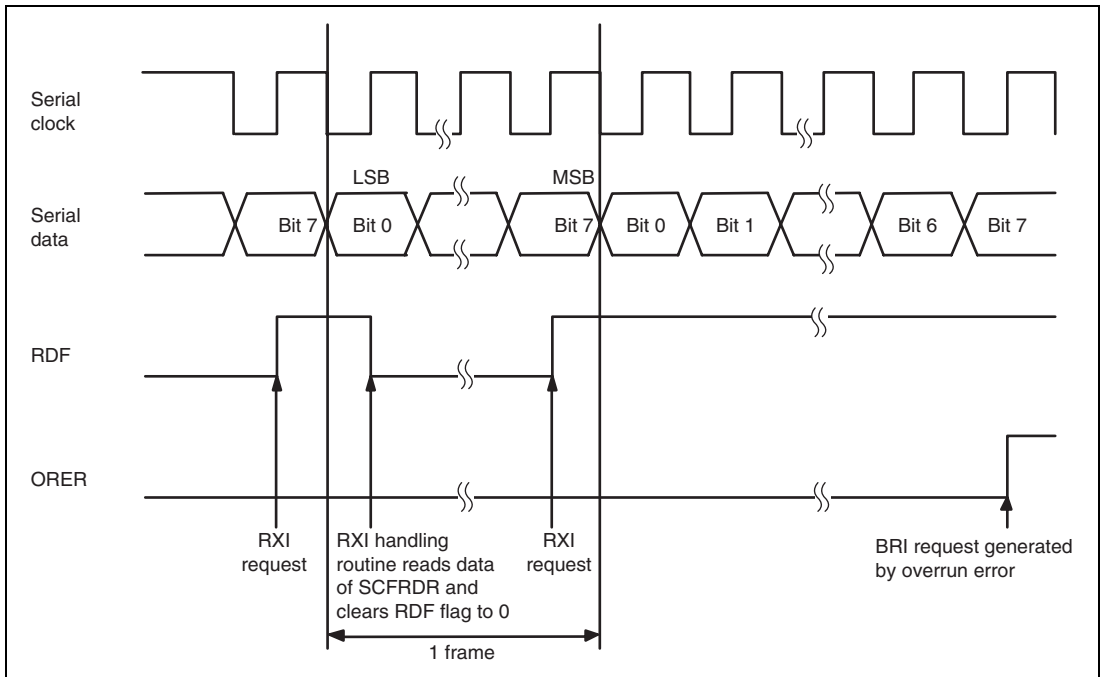 Serial
clock
LSB
MSB
Serial
data
Bit 7
Bit 0
Bit 7
Bit 0
Bit 1
Bit 6
Bit 7
RDF
ORER
RXI
request
RXI handling
routine reads data
of SCFRDR and
clears RDF flag to 0
RXI
request
BRI request generated
by overrun error
1 frame